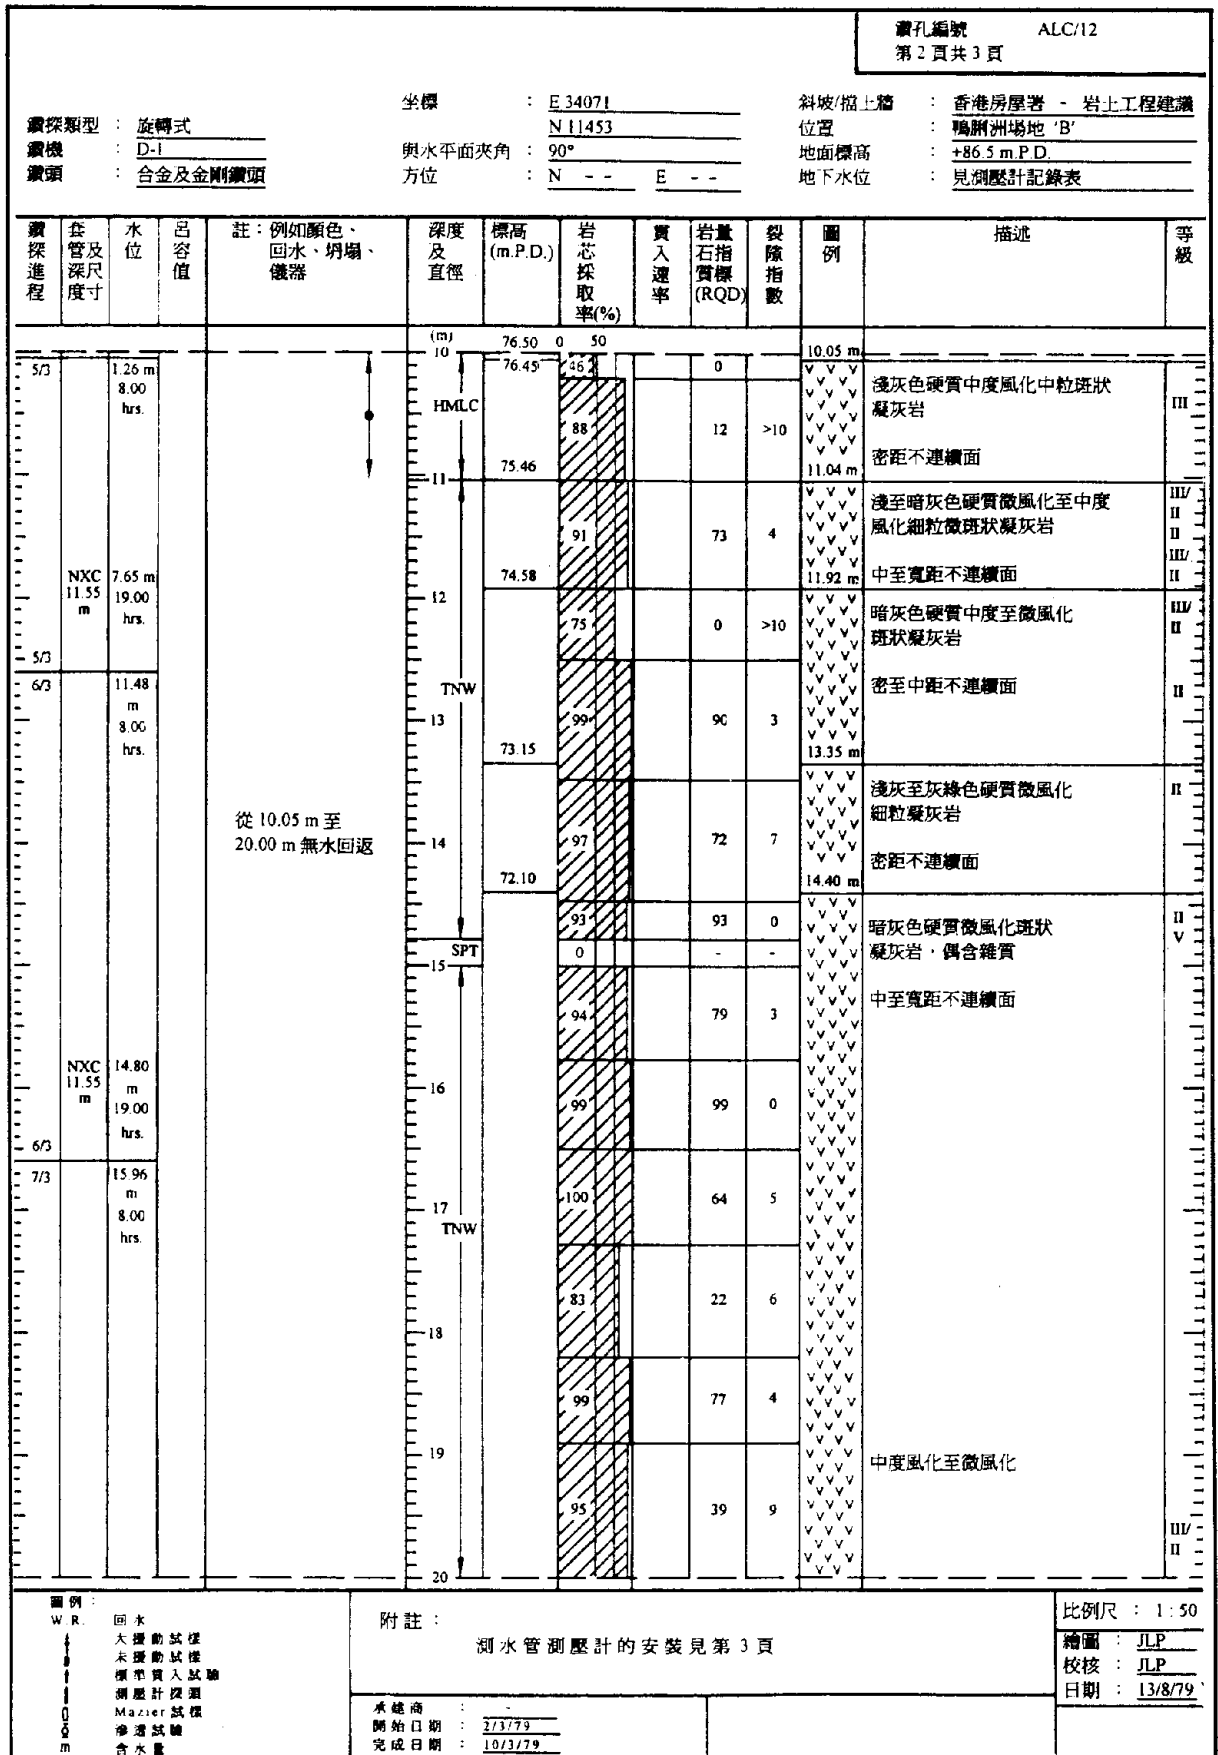 鑽孔編號 ALC/12
第 2 頁共 3 頁
鑽探類型 : 旋轉式
鑽機 : D-1
鑽頭 : 合金及金剛鑽頭
坐標 : E 34071
N 11453
與水平面夾角 : 90°
方位 : N - - E - -
斜坡/擋土牆 : 香港房屋署 - 岩土工程建議
位置 : 鴨脷洲場地 'B'
地面標高 : +86.5 m.P.D.
地下水位 : 見測壓計記錄表
鑽探進程
套管及深度尺寸
水位
呂容值
註：例如顏色、
回水、坍塌、
儀器
深度及直徑
標高
(m.P.D.)
岩芯採取率(%)
貫入速率
岩量石指質標(RQD)
裂隙指數
圖例
描述
等級
(m)
10 76.50 0 50 10.05 m
5/3 1.26 m 76.45 46 0
8.00
hrs.
HMLC
88 12 >10
淺灰色硬質中度風化中粒斑狀
凝灰岩
III
密距不連續面
75.46 11.04 m
11
淺至暗灰色硬質微風化至中度
風化細粒微斑狀凝灰岩
III/
II
II
III/
II
91 73 4
中至寬距不連續面
NXC 7.65 m 74.58 11.92 m
11.55 19.00
m hrs.
12
75 0 >10
暗灰色硬質中度至微風化
斑狀凝灰岩
III/
II
5/3
6/3 11.48
m
8.00
hrs.
TNW
密至中距不連續面
II
13 99 90 3
73.15 13.35 m
淺灰至灰綠色硬質微風化
細粒凝灰岩
II
從 10.05 m 至
20.00 m 無水回返
14 97 72 7
密距不連續面
72.10 14.40 m
93 93 0
暗灰色硬質微風化斑狀
凝灰岩，偶含雜質
II
V
SPT 0 - -
15
中至寬距不連續面
94 79 3
NXC 14.80
11.55 m
m 19.00
hrs.
16
99 99 0
6/3
7/3 15.96
m
8.00
hrs.
100 64 5
17
TNW
83 22 6
18
99 77 4
19
中度風化至微風化
95 39 9
III/
II
20
圖例：
W.R. 回水
大擾動試樣
未擾動試樣
標準貫入試驗
測壓計探頭
Mazier 試樣
滲透試驗
m 含水量
附註：
測水管測壓計的安裝見第 3 頁
承建商 : -
開始日期 : 2/3/79
完成日期 : 10/3/79
比例尺 : 1 : 50
繪圖 : JLP
校核 : JLP
日期 : 13/8/79